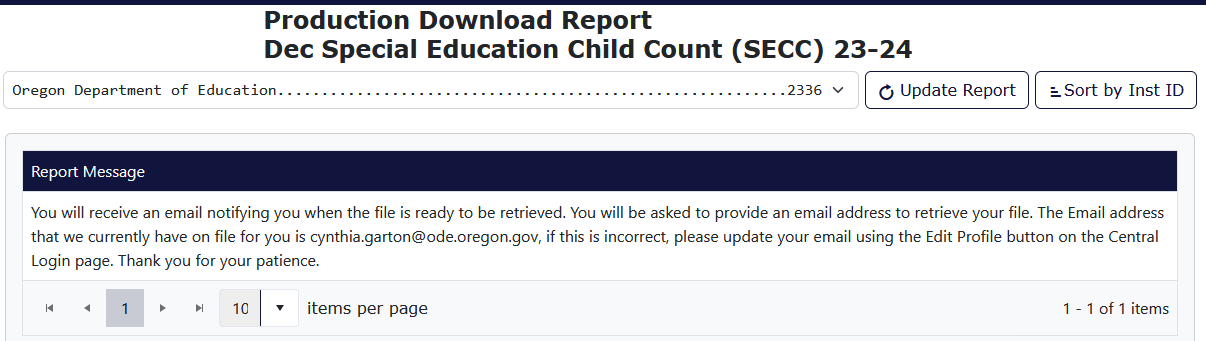 Production Download Report
Dec Special Education Child Count (SECC) 23-24
Oregon Department of Education..........................................................2336
Update Report
Sort by Inst ID
Report Message
You will receive an email notifying you when the file is ready to be retrieved. You will be asked to provide an email address to retrieve your file. The Email address
that we currently have on file for you is cynthia.garton@ode.oregon.gov, if this is incorrect, please update your email using the Edit Profile button on the Central
Login page. Thank you for your patience.
1 10 items per page 1 - 1 of 1 items